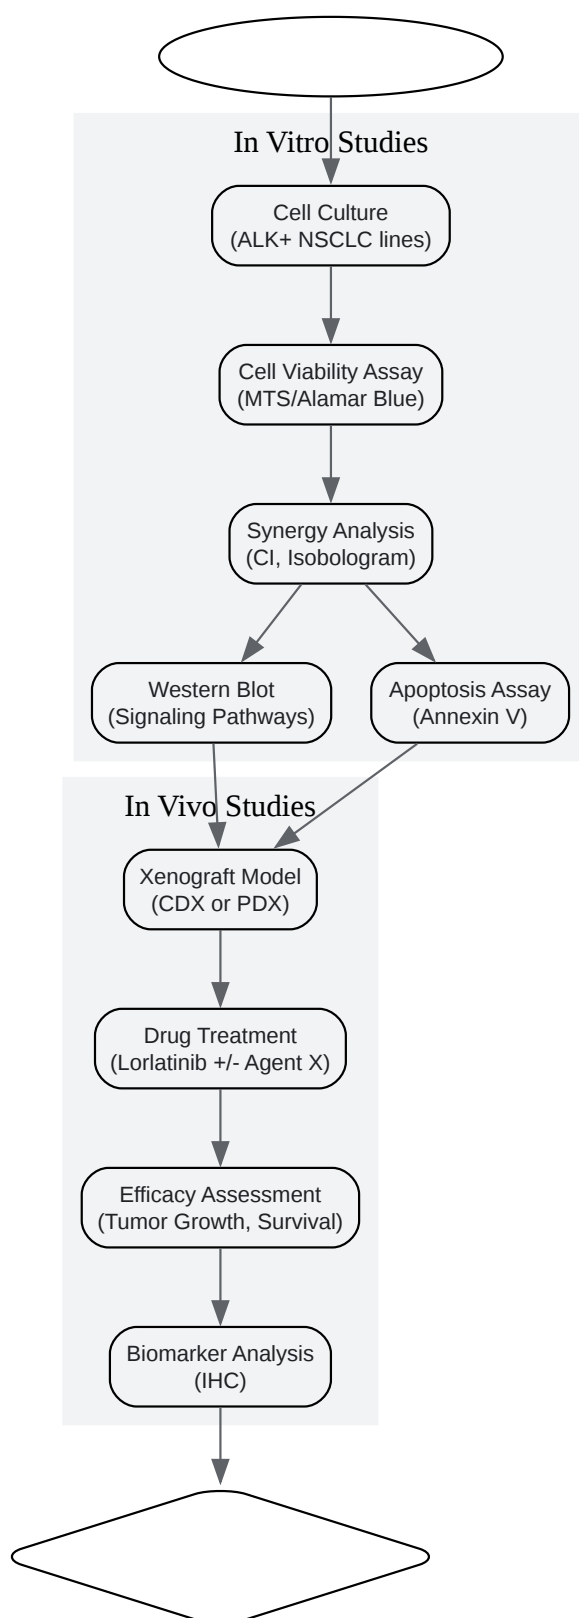 In Vitro Studies
Cell Culture
(ALK+ NSCLC lines)
Cell Viability Assay
(MTS/Alamar Blue)
Synergy Analysis
(CI, Isobologram)
Western Blot
(Signaling Pathways)
Apoptosis Assay
(Annexin V)
In Vivo Studies
Xenograft Model
(CDX or PDX)
Drug Treatment
(Lorlatinib +/- Agent X)
Efficacy Assessment
(Tumor Growth, Survival)
Biomarker Analysis
(IHC)